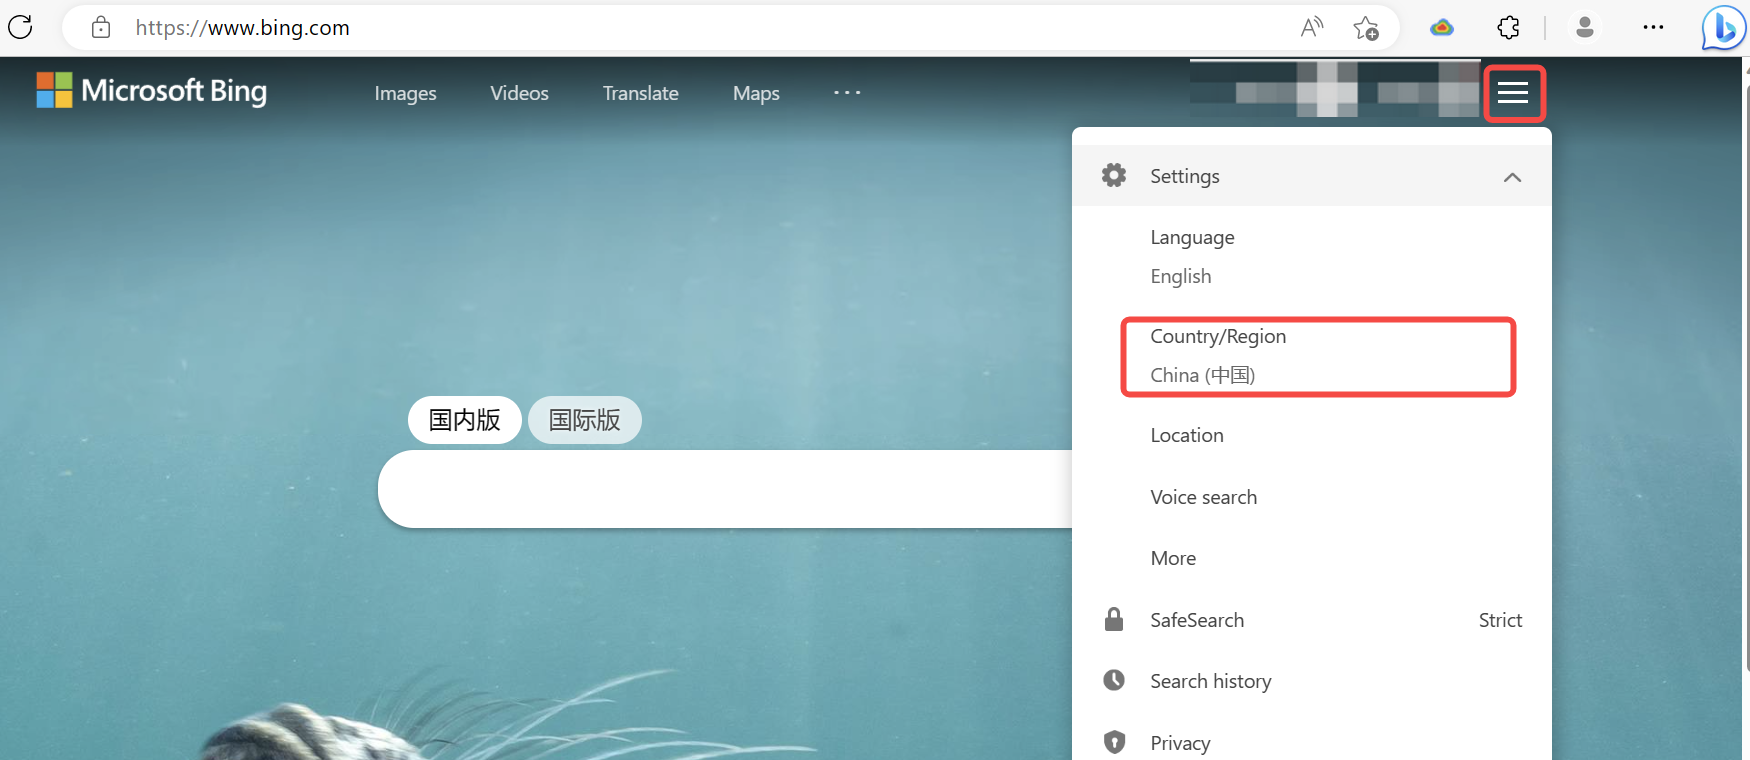 https://www.bing.com
Microsoft Bing
Images
Videos
Translate
Maps
Settings
Language
English
Country/Region
China (中国)
国内版
国际版
Location
Voice search
More
SafeSearch
Strict
Search history
Privacy